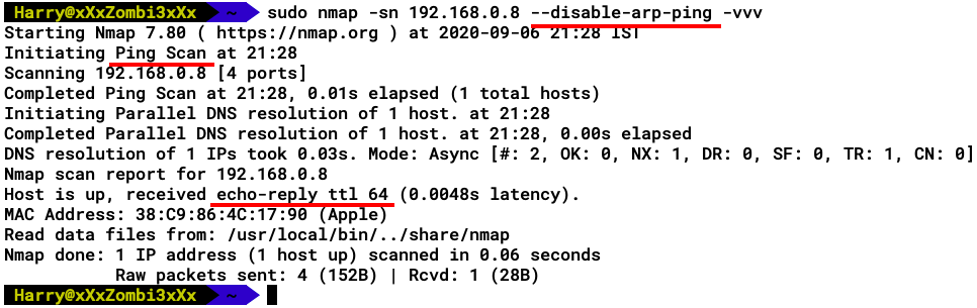 Harry@xXxZombi3xXx ~ sudo nmap -sn 192.168.0.8 --disable-arp-ping -vvv
Starting Nmap 7.80 ( https://nmap.org ) at 2020-09-06 21:28 IST
Initiating Ping Scan at 21:28
Scanning 192.168.0.8 [4 ports]
Completed Ping Scan at 21:28, 0.01s elapsed (1 total hosts)
Initiating Parallel DNS resolution of 1 host. at 21:28
Completed Parallel DNS resolution of 1 host. at 21:28, 0.00s elapsed
DNS resolution of 1 IPs took 0.03s. Mode: Async [#: 2, OK: 0, NX: 1, DR: 0, SF: 0, TR: 1, CN: 0]
Nmap scan report for 192.168.0.8
Host is up, received echo-reply ttl 64 (0.0048s latency).
MAC Address: 38:C9:86:4C:17:90 (Apple)
Read data files from: /usr/local/bin/../share/nmap
Nmap done: 1 IP address (1 host up) scanned in 0.06 seconds
Raw packets sent: 4 (152B) | Rcvd: 1 (28B)
Harry@xXxZombi3xXx ~